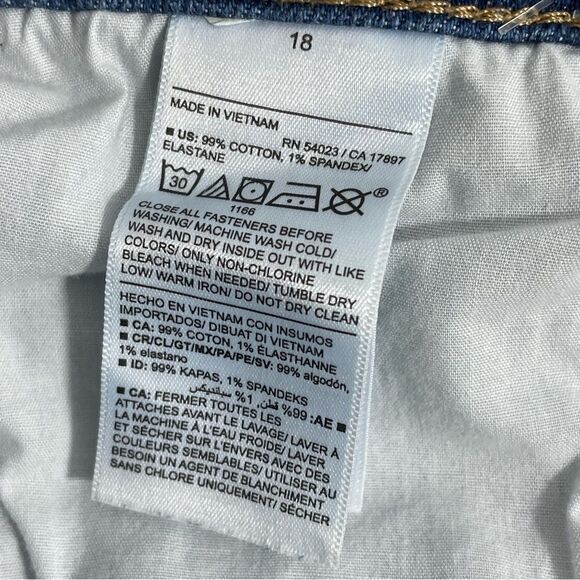 18
MADE IN VIETNAM
RN 54023 / CA 17897
■ US: 99% COTTON, 1% SPANDEX/
ELASTANE
30 ®
1166
CLOSE ALL FASTENERS BEFORE
WASHING/ MACHINE WASH COLD/
WASH AND DRY INSIDE OUT WITH LIKE
COLORS/ ONLY NON-CHLORINE
BLEACH WHEN NEEDED/ TUMBLE DRY
LOW/ WARM IRON/ DO NOT DRY CLEAN
HECHO EN VIETNAM CON INSUMOS
IMPORTADOS/ DIBUAT DI VIETNAM
■ CA: 99% COTON, 1% ÉLASTHANNE
■ CR/CL/GT/MX/PA/PE/SV: 99% algodón,
1% elastano
■ ID: 99% KAPAS, 1% SPANDEKS
■ AE: 99% قطن, 1% سباندیکس
■ CA: FERMER TOUTES LES
ATTACHES AVANT LE LAVAGE/ LAVER À
LA MACHINE À L'EAU FROIDE/ LAVER
ET SÉCHER SUR L'ENVERS AVEC DES
COULEURS SEMBLABLES/ UTILISER AU
BESOIN UN AGENT DE BLANCHIMENT
SANS CHLORE UNIQUEMENT/ SÉCHER